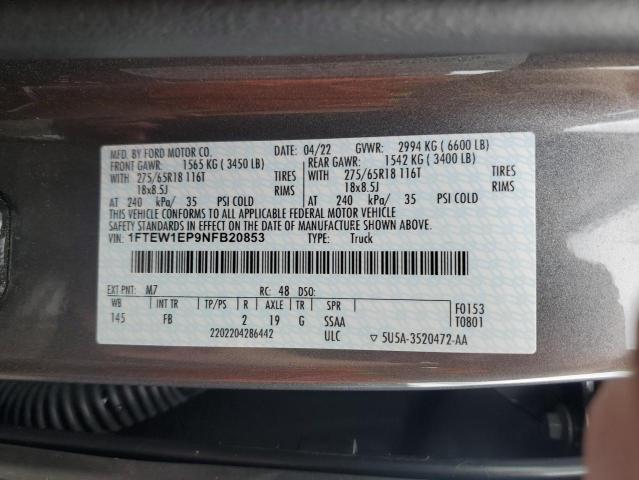 MFD. BY FORD MOTOR CO. DATE: 04/22 GVWR: 2994 KG ( 6600 LB)
FRONT GAWR: 1565 KG ( 3450 LB) REAR GAWR: 1542 KG ( 3400 LB)
WITH 275/65R18 116T TIRES WITH 275/65R18 116T TIRES
18x8.5J RIMS 18x8.5J RIMS
AT 240 kPa/ 35 PSI COLD AT 240 kPa/ 35 PSI COLD
THIS VEHICLE CONFORMS TO ALL APPLICABLE FEDERAL MOTOR VEHICLE
SAFETY STANDARDS IN EFFECT ON THE DATE OF MANUFACTURE SHOWN ABOVE
VIN: 1FTEW1EP9NFB20853 TYPE: Truck
EXT PNT: M7 RC: 48 DSO:
WB INT TR TP/PS R AXLE TR SPR F0153
145 FB 2 19 G SSAA T0801
2202204286442 ULC ▽ 5U5A-3520472-AA